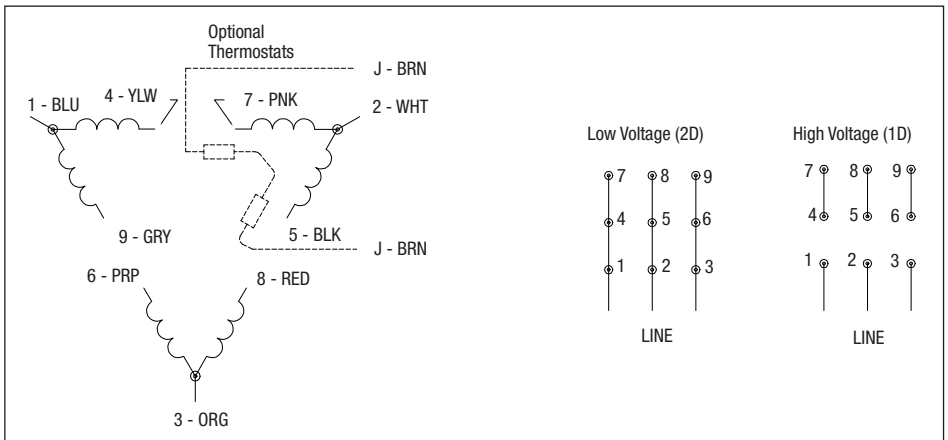 Optional
Thermostats
J - BRN
4 - YLW
7 - PNK
1 - BLU
2 - WHT
9 - GRY
5 - BLK
J - BRN
6 - PRP
8 - RED
3 - ORG
Low Voltage (2D)
7 8 9
4 5 6
1 2 3
LINE
High Voltage (1D)
7 8 9
4 5 6
1 2 3
LINE